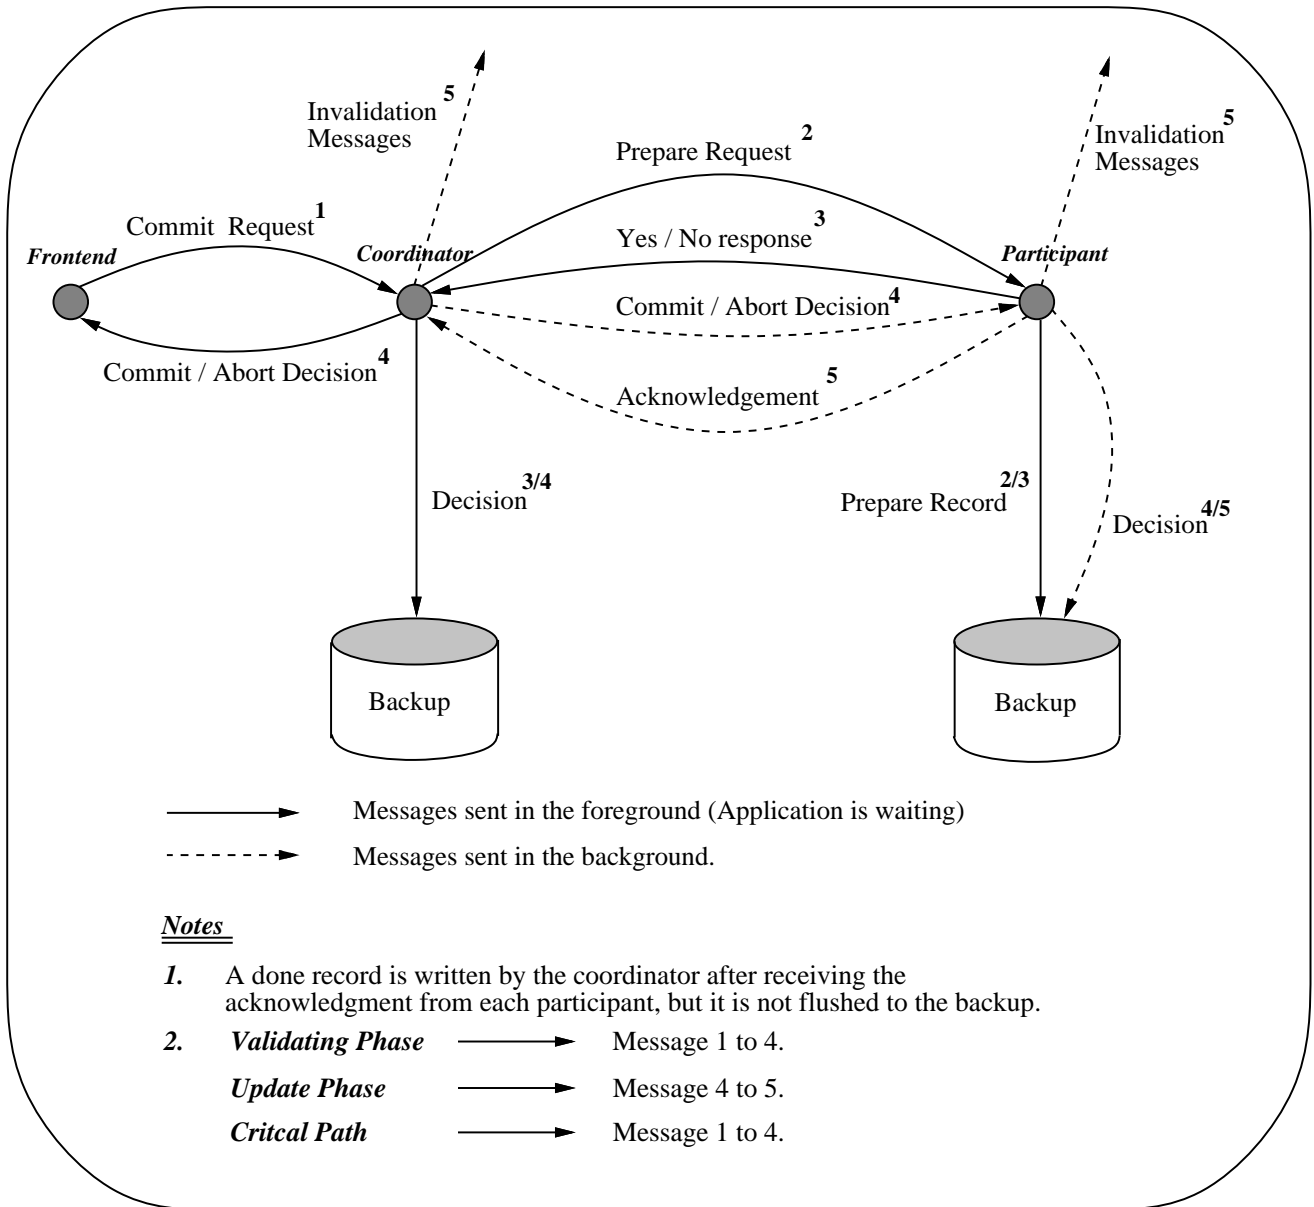 Invalidation 5
Messages
Prepare Request 2
Invalidation 5
Messages
Commit Request 1
Yes / No response 3
Frontend
Coordinator
Participant
Commit / Abort Decision 4
Commit / Abort Decision 4
Acknowledgement 5
Decision 3/4
Prepare Record 2/3
Decision 4/5
Backup
Backup
Messages sent in the foreground (Application is waiting)
Messages sent in the background.
Notes
1. A done record is written by the coordinator after receiving the
acknowledgment from each participant, but it is not flushed to the backup.
2. Validating Phase Message 1 to 4.
Update Phase Message 4 to 5.
Critcal Path Message 1 to 4.